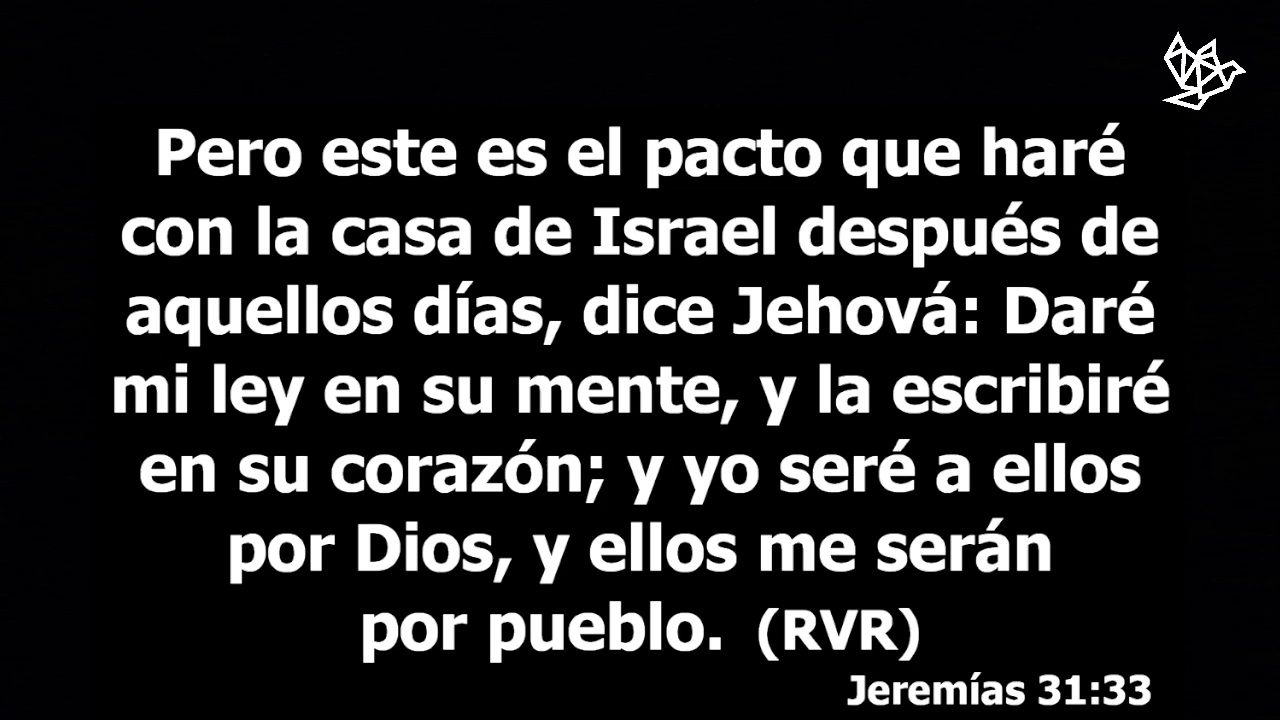 Pero este es el pacto que haré
con la casa de Israel después de
aquellos días, dice Jehová: Daré
mi ley en su mente, y la escribiré
en su corazón; y yo seré a ellos
por Dios, y ellos me serán
por pueblo. (RVR)
Jeremías 31:33